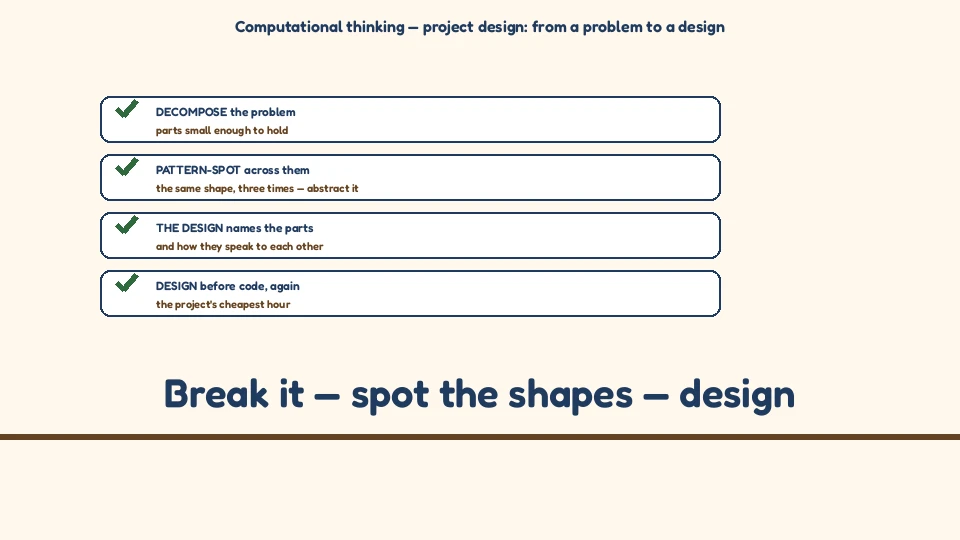 Computational thinking — project design: from a problem to a design
DECOMPOSE the problem
parts small enough to hold
PATTERN-SPOT across them
the same shape, three times — abstract it
THE DESIGN names the parts
and how they speak to each other
DESIGN before code, again
the project's cheapest hour
Break it — spot the shapes — design